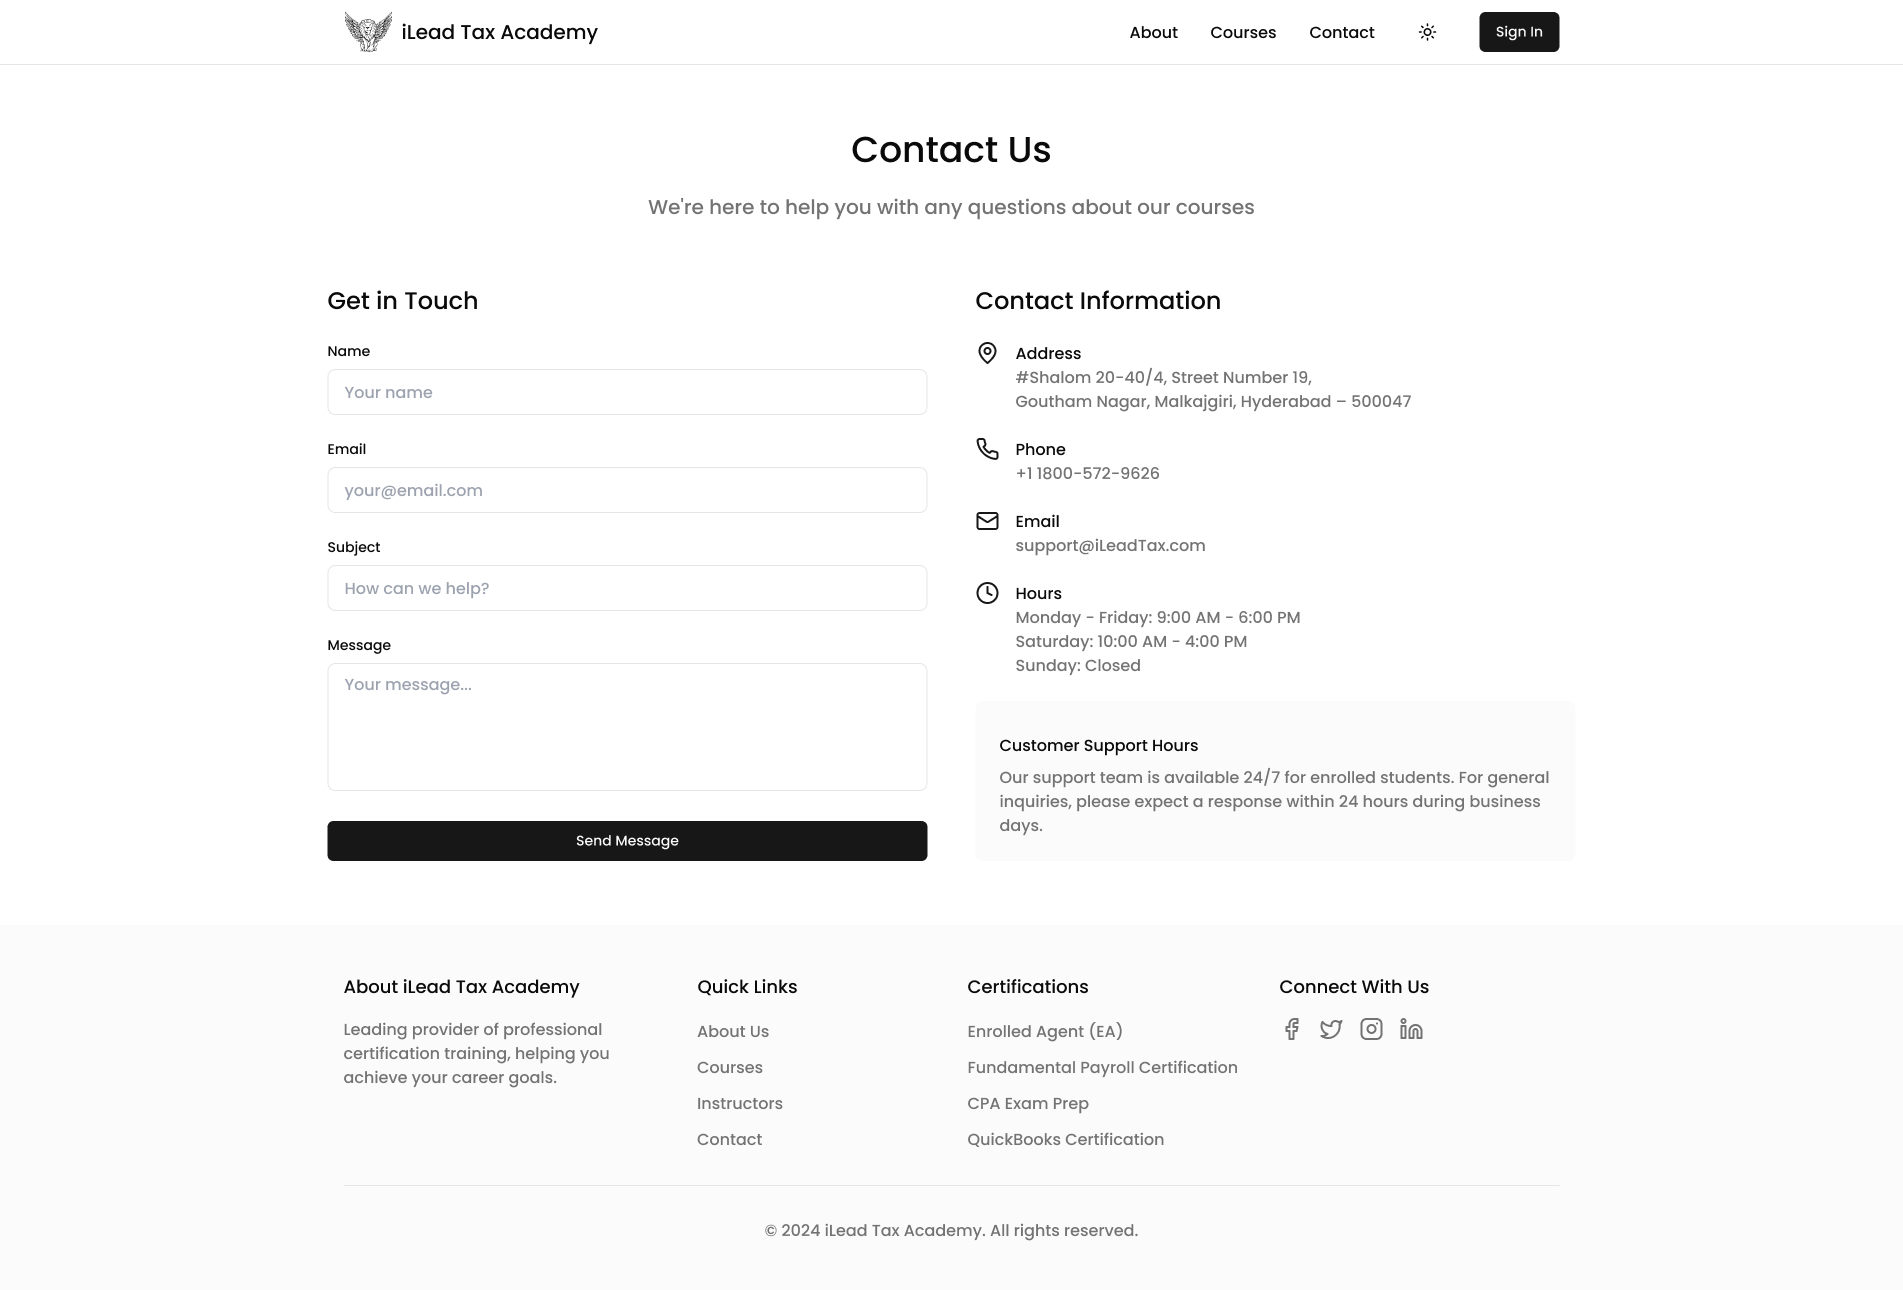 iLead Tax Academy
About
Courses
Contact
Sign In
Contact Us
We're here to help you with any questions about our courses
Get in Touch
Name
Your name
Email
your@email.com
Subject
How can we help?
Message
Your message...
Send Message
Contact Information
Address
#Shalom 20-40/4, Street Number 19,
Goutham Nagar, Malkajgiri, Hyderabad – 500047
Phone
+1 1800-572-9626
Email
support@iLeadTax.com
Hours
Monday - Friday: 9:00 AM - 6:00 PM
Saturday: 10:00 AM - 4:00 PM
Sunday: Closed
Customer Support Hours
Our support team is available 24/7 for enrolled students. For general
inquiries, please expect a response within 24 hours during business
days.
About iLead Tax Academy
Leading provider of professional
certification training, helping you
achieve your career goals.
Quick Links
About Us
Courses
Instructors
Contact
Certifications
Enrolled Agent (EA)
Fundamental Payroll Certification
CPA Exam Prep
QuickBooks Certification
Connect With Us
© 2024 iLead Tax Academy. All rights reserved.